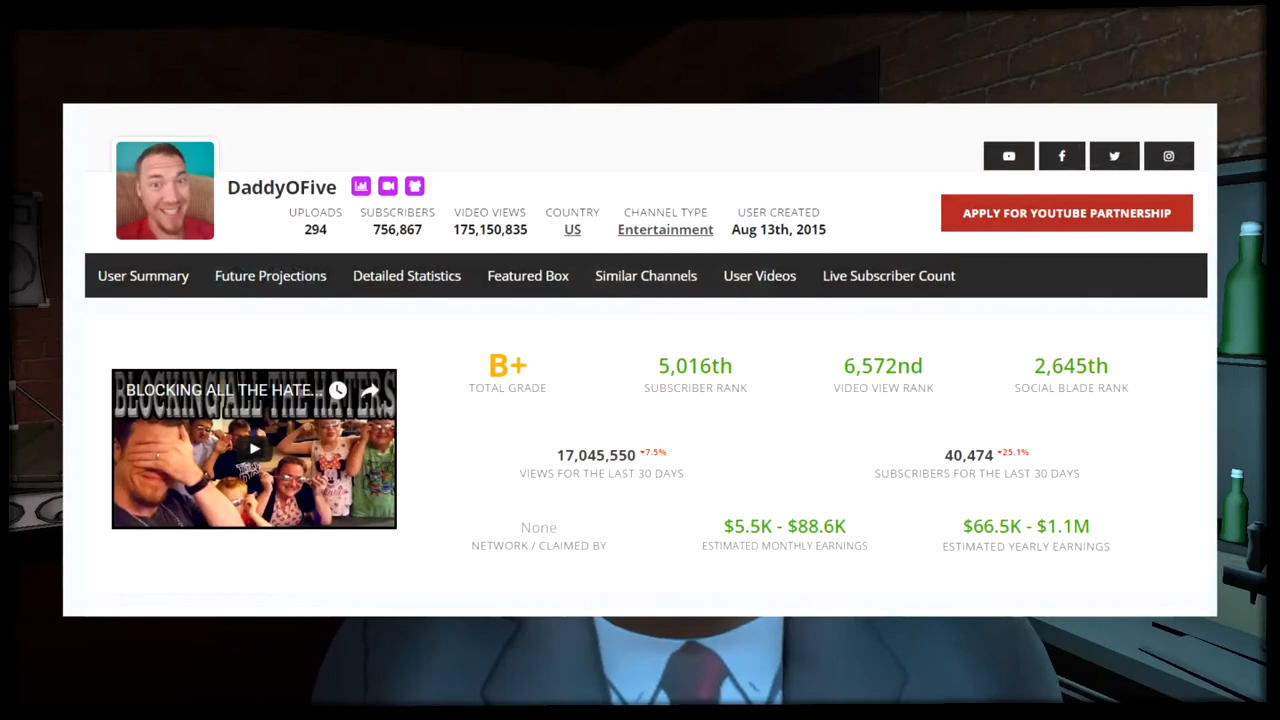 DaddyOFive
UPLOADS SUBSCRIBERS VIDEO VIEWS COUNTRY CHANNEL TYPE USER CREATED
294 756,867 175,150,835 US Entertainment Aug 13th, 2015
APPLY FOR YOUTUBE PARTNERSHIP
User Summary Future Projections Detailed Statistics Featured Box Similar Channels User Videos Live Subscriber Count
BLOCKING ALL THE HATE...
BLOCKING ALL THE HATERS
B+ 5,016th 6,572nd 2,645th
TOTAL GRADE SUBSCRIBER RANK VIDEO VIEW RANK SOCIAL BLADE RANK
17,045,550 7.5% 40,474 25.1%
VIEWS FOR THE LAST 30 DAYS SUBSCRIBERS FOR THE LAST 30 DAYS
None $5.5K - $88.6K $66.5K - $1.1M
NETWORK / CLAIMED BY ESTIMATED MONTHLY EARNINGS ESTIMATED YEARLY EARNINGS